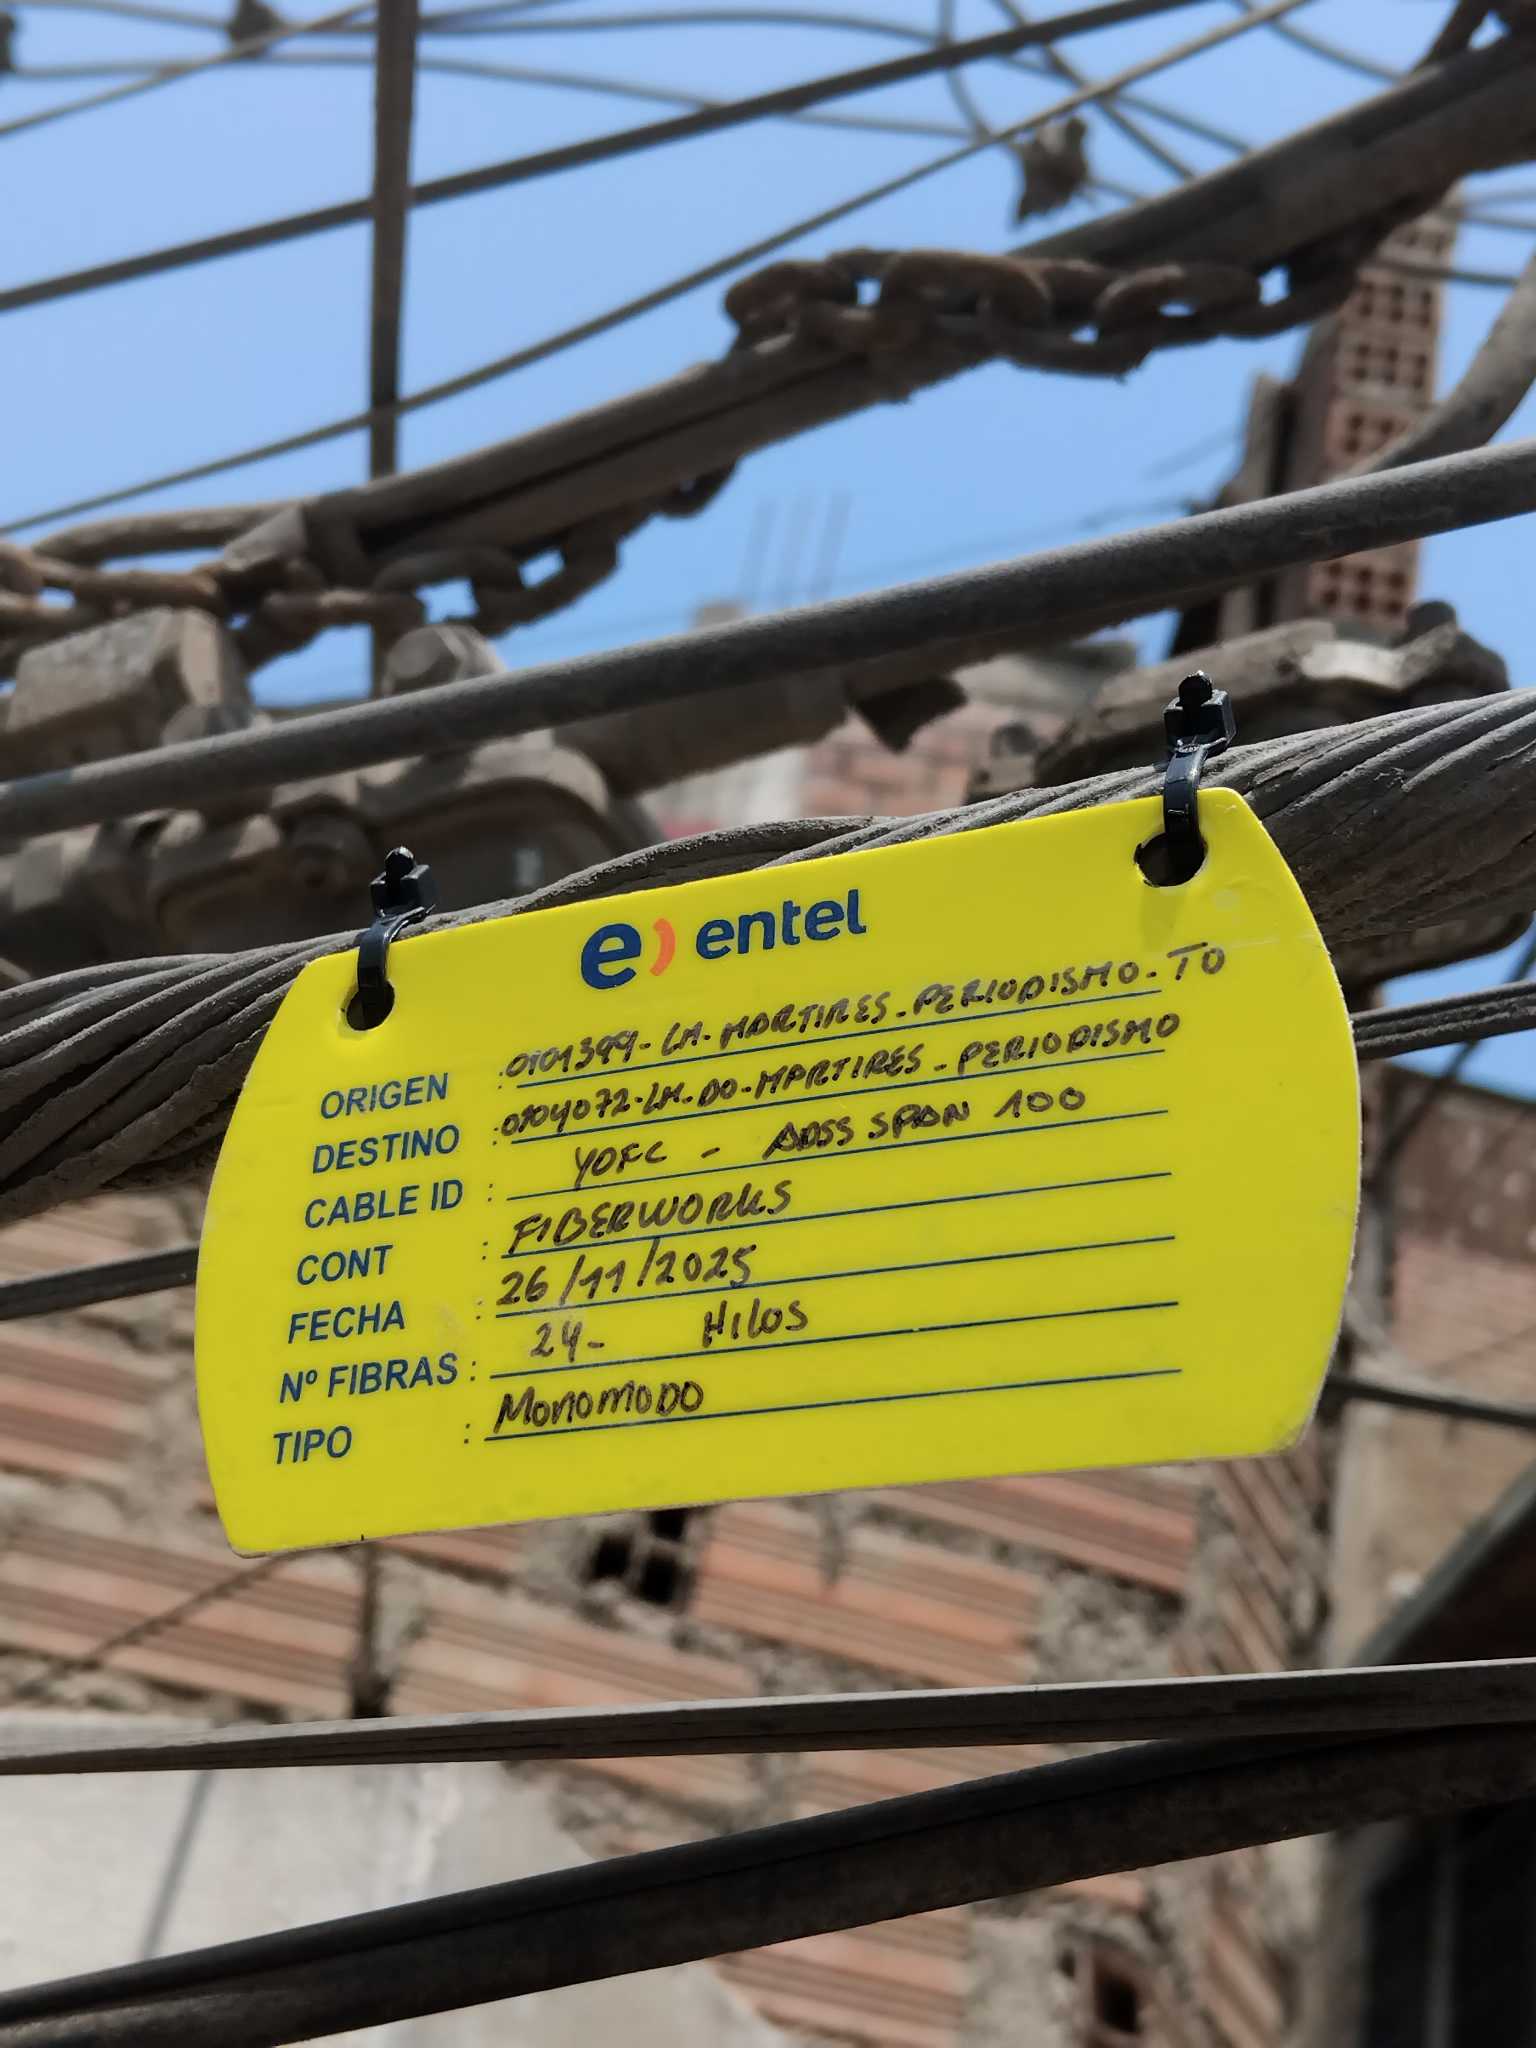 e) entel
ORIGEN : 0101399-LM-MARTIRES-PERIODISMO-TO
DESTINO : 0104072-LM-DO-MARTIRES-PERIODISMO
CABLE ID : YOFC - ADSS SPAN 100
CONT : FIBERWORKS
FECHA : 26/11/2025
Nº FIBRAS : 24- HILOS
TIPO : MONOMODO